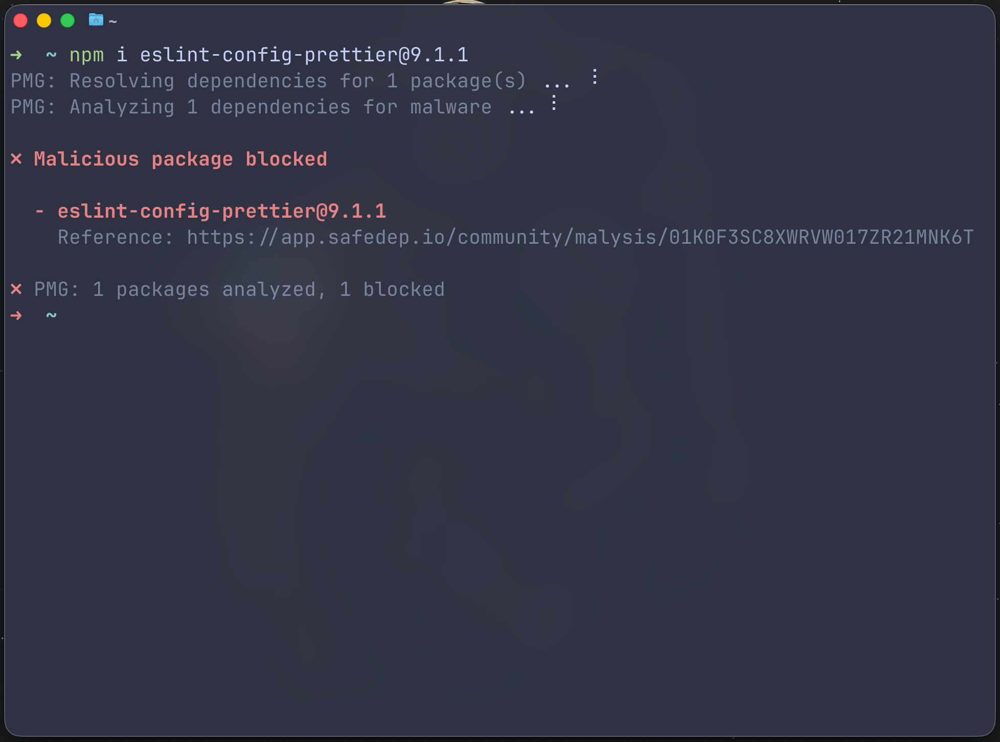 ~
➜ ~ npm i eslint-config-prettier@9.1.1
PMG: Resolving dependencies for 1 package(s) ... ⋮
PMG: Analyzing 1 dependencies for malware ... ⋮
✕ Malicious package blocked
- eslint-config-prettier@9.1.1
Reference: https://app.safedep.io/community/malysis/01K0F3SC8XWRVW017ZR21MNK6T
✕ PMG: 1 packages analyzed, 1 blocked
➜ ~